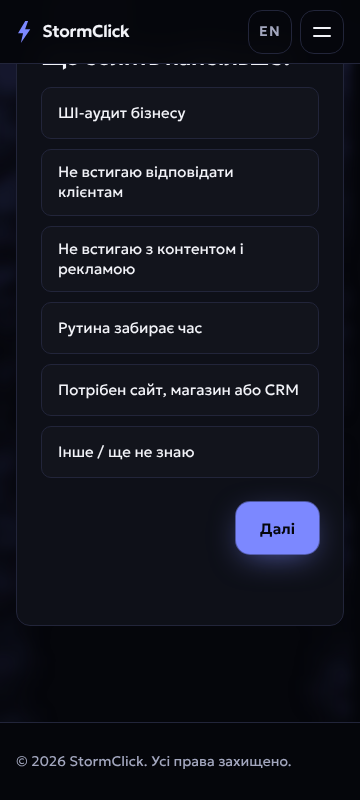 StormClick
EN
ШІ-аудит бізнесу
Не встигаю відповідати
клієнтам
Не встигаю з контентом і
рекламою
Рутина забирає час
Потрібен сайт, магазин або CRM
Інше / ще не знаю
Далі
© 2026 StormClick. Усі права захищено.